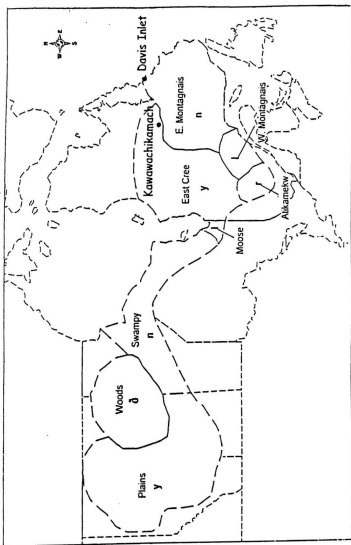 N
W E
S
Davis Inlet
Kawawachikamach
E. Montagnais
n
East Cree
y
W. Montagnais
Atikamekw
Moose
Swampy
n
Woods
ð
Plains
y